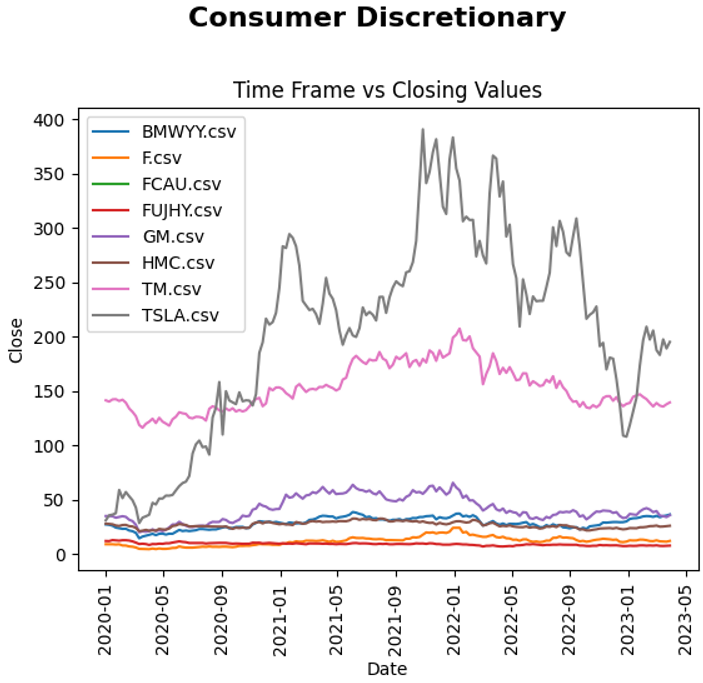 Consumer Discretionary
Time Frame vs Closing Values
400
350
300
250
200
150
100
50
0
Close
BMWYY.csv
F.csv
FCAU.csv
FUJHY.csv
GM.csv
HMC.csv
TM.csv
TSLA.csv
2020-01
2020-05
2020-09
2021-01
2021-05
2021-09
2022-01
2022-05
2022-09
2023-01
2023-05
Date